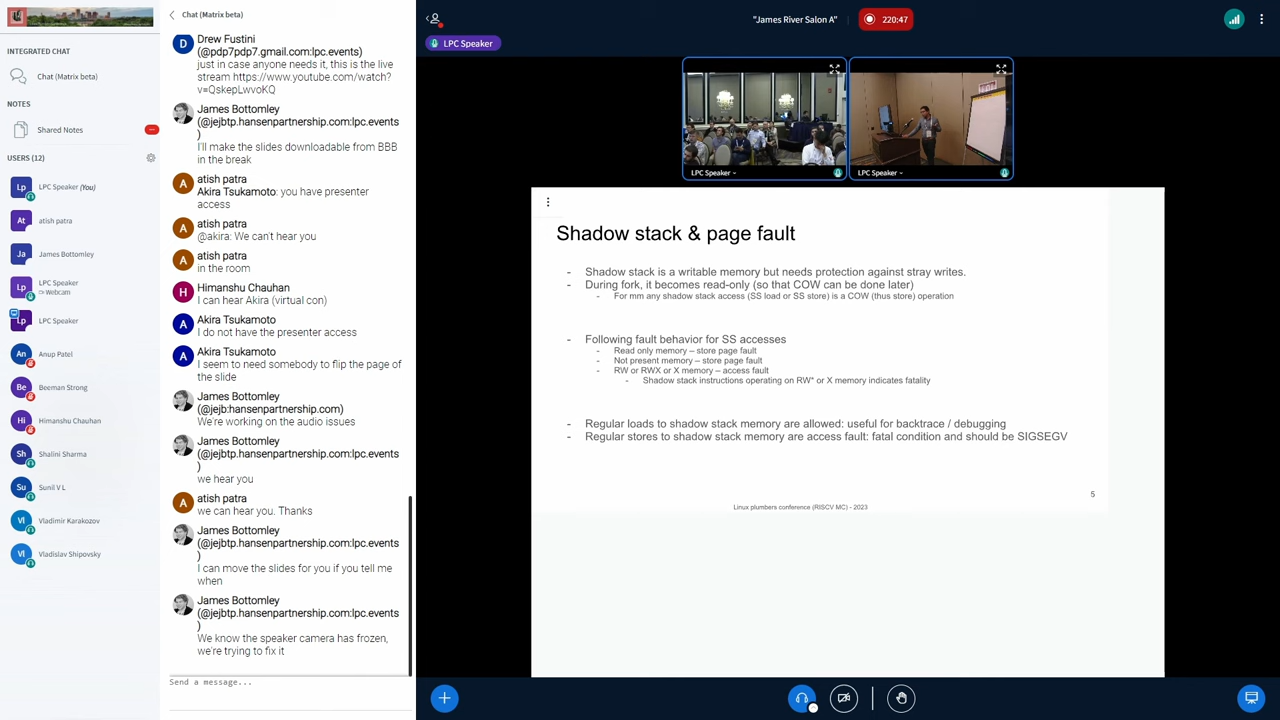 INTEGRATED CHAT
Chat (Matrix beta)
NOTES
Shared Notes
USERS (12)
Lp LPC Speaker (You)
At atish patra
Ja James Bottomley
Lp LPC Speaker
Webcam
Lp LPC Speaker
An Anup Patel
Be Beeman Strong
Hi Himanshu Chauhan
Sh Shalini Sharma
Su Sunil V L
Vl Vladimir Karakozov
Vl Vladislav Shipovsky
Chat (Matrix beta)
D Drew Fustini
(@pdp7pdp7.gmail.com:lpc.events)
just in case anyone needs it, this is the live
stream https://www.youtube.com/watch?
v=QskepLwvoKQ
James Bottomley
(@jejbtp.hansenpartnership.com:lpc.events
)
I'll make the slides downloadable from BBB
in the break
A atish patra
Akira Tsukamoto: you have presenter
access
A atish patra
@akira: We can't hear you
A atish patra
in the room
H Himanshu Chauhan
I can hear Akira (virtual con)
A Akira Tsukamoto
I do not have the presenter access
A Akira Tsukamoto
I seem to need somebody to flip the page of
the slide
James Bottomley
(@jejb:hansenpartnership.com)
We're working on the audio issues
James Bottomley
(@jejbtp.hansenpartnership.com:lpc.events
)
we hear you
A atish patra
we can hear you. Thanks
James Bottomley
(@jejbtp.hansenpartnership.com:lpc.events
)
I can move the slides for you if you tell me
when
James Bottomley
(@jejbtp.hansenpartnership.com:lpc.events
)
We know the speaker camera has frozen,
we're trying to fix it
Send a message...
"James River Salon A"
220:47
LPC Speaker
LPC Speaker
LPC Speaker
Shadow stack & page fault
- Shadow stack is a writable memory but needs protection against stray writes.
- During fork, it becomes read-only (so that COW can be done later)
- For mm any shadow stack access (SS load or SS store) is a COW (thus store) operation
- Following fault behavior for SS accesses
- Read only memory – store page fault
- Not present memory – store page fault
- RW or RWX or X memory – access fault
- Shadow stack instructions operating on RW* or X memory indicates fatality
- Regular loads to shadow stack memory are allowed: useful for backtrace / debugging
- Regular stores to shadow stack memory are access fault: fatal condition and should be SIGSEGV
5
Linux plumbers conference (RISCV MC) - 2023